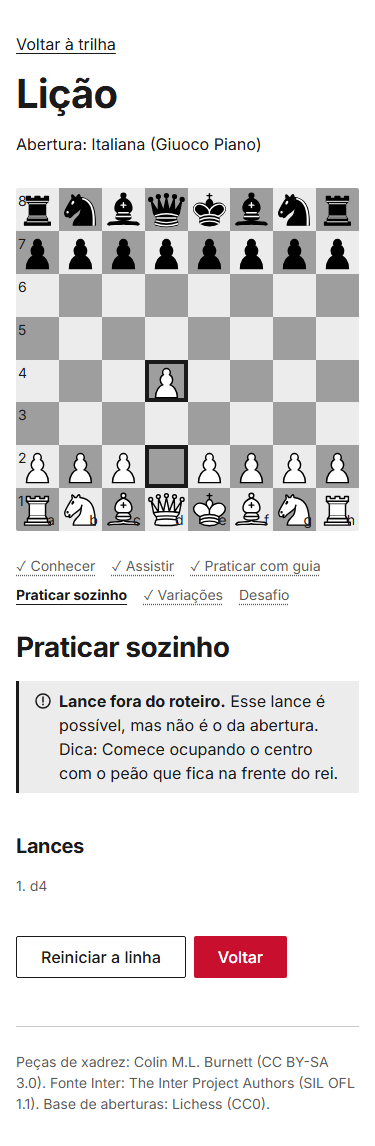 Voltar à trilha
Lição
Abertura: Italiana (Giuoco Piano)
8
7
6
5
4
3
2
1
a b c d e f g h
✓ Conhecer ✓ Assistir ✓ Praticar com guia
Praticar sozinho ✓ Variações Desafio
Praticar sozinho
Lance fora do roteiro. Esse lance é
possível, mas não é o da abertura.
Dica: Comece ocupando o centro
com o peão que fica na frente do rei.
Lances
1. d4
Reiniciar a linha Voltar
Peças de xadrez: Colin M.L. Burnett (CC BY-SA
3.0). Fonte Inter: The Inter Project Authors (SIL OFL
1.1). Base de aberturas: Lichess (CC0).